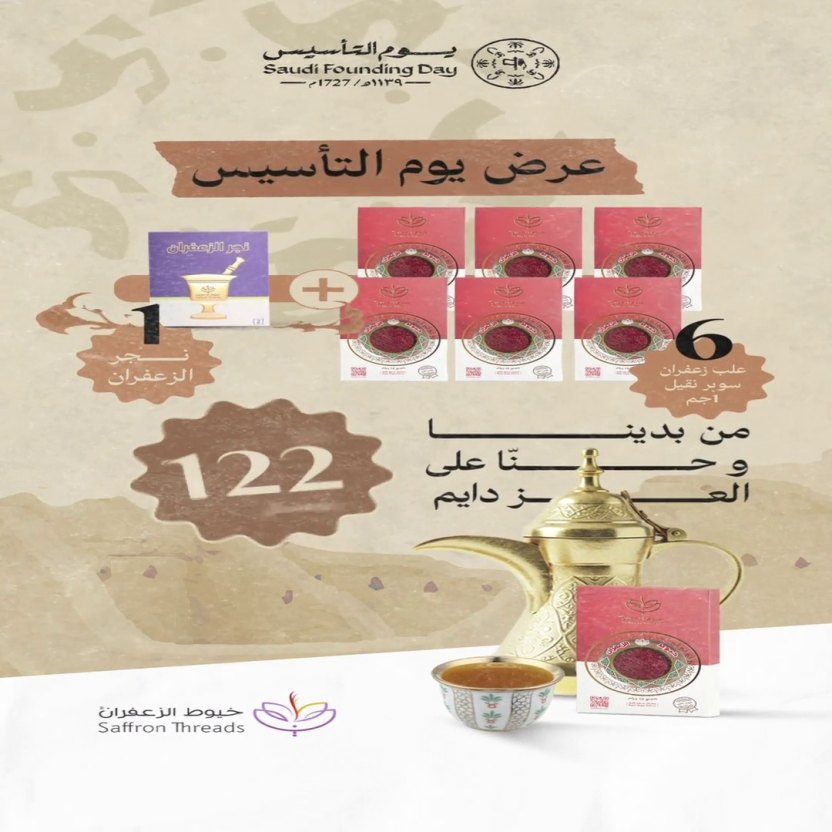 يوم التأسيس
Saudi Founding Day
١١٣٩هـ / 1727م
عرض يوم التأسيس
نجر الزعفران
1
نجر
الزعفران
6
علب زعفران
سوبر نقيل
1جم
122
من بدينا
و حنّا على
العز دايم
خيوط الزعفران
Saffron Threads